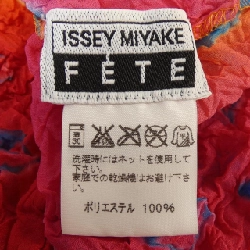 ISSEY MIYAKE
FÊTE
洗濯時にはネットを使用して
下さい。
家庭での乾燥機はお避け下
さい。
ポリエステル 100%